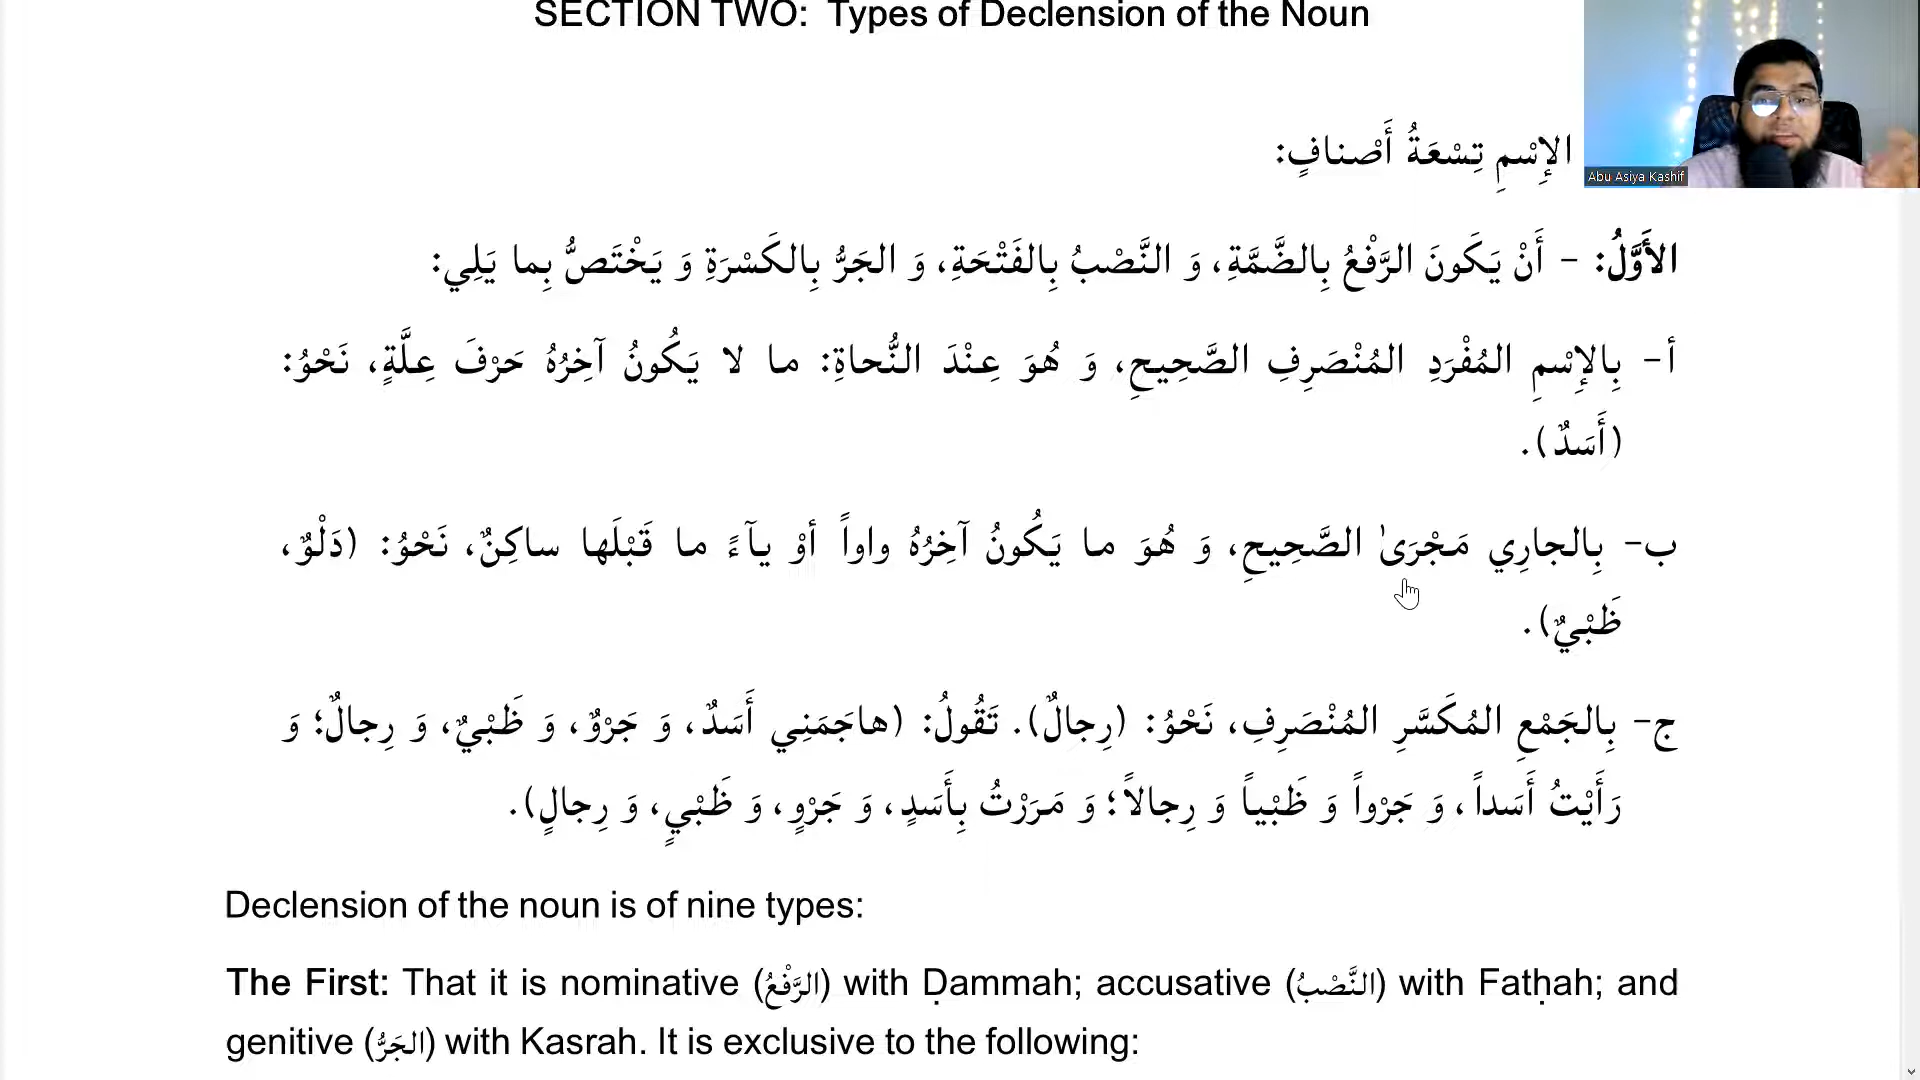 SECTION TWO: Types of Declension of the Noun
الإِسْمِ تِسْعَةُ أَصْنافٍ:
Abu Asiya Kashif
الأَوَّلُ: – أَنْ يَكُونَ الرَّفْعُ بِالضَّمَّةِ، وَ النَّصْبُ بِالفَتْحَةِ، وَ الجَرُّ بِالكَسْرَةِ وَ يَخْتَصُّ بِما يَلِي:
أ– بِالإِسْمِ المُفْرَدِ المُنْصَرِفِ الصَّحِيحِ، وَ هُوَ عِنْدَ النُّحاةِ: ما لا يَكُونُ آخِرُهُ حَرْفَ عِلَّةٍ، نَحْوُ:
(أَسَدٌ).
ب– بِالجارِي مَجْرَىٰ الصَّحِيحِ، وَ هُوَ ما يَكُونُ آخِرُهُ واواً أوْ يآءً ما قَبْلَها ساكِنٌ، نَحْوُ: (دَلْوٌ،
ظَبْيٌ).
ج– بِالجَمْعِ المُكَسَّرِ المُنْصَرِفِ، نَحْوُ: (رِجالٌ). تَقُولُ: (هاجَمَنِي أَسَدٌ، وَ جَرْوٌ، وَ ظَبْيٌ، وَ رِجالٌ؛ وَ
رَأَيْتُ أَسَداً، وَ جَرْواً وَ ظَبْياً وَ رِجالاً؛ وَ مَرَرْتُ بِأَسَدٍ، وَ جَرْوٍ، وَ ظَبْيٍ، وَ رِجالٍ).
Declension of the noun is of nine types:
The First: That it is nominative (الرَّفْعُ) with Ḍammah; accusative (النَّصْبُ) with Fatḥah; and
genitive (الجَرُّ) with Kasrah. It is exclusive to the following: